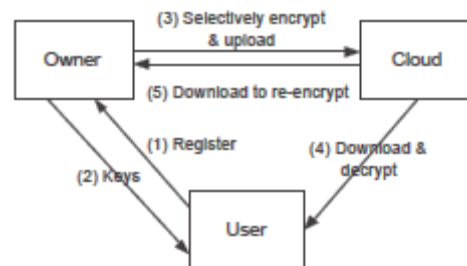 (3) Selectively encrypt
& upload
Owner
Cloud
(5) Download to re-encrypt
(1) Register
(4) Download &
decrypt
(2) Keys
User